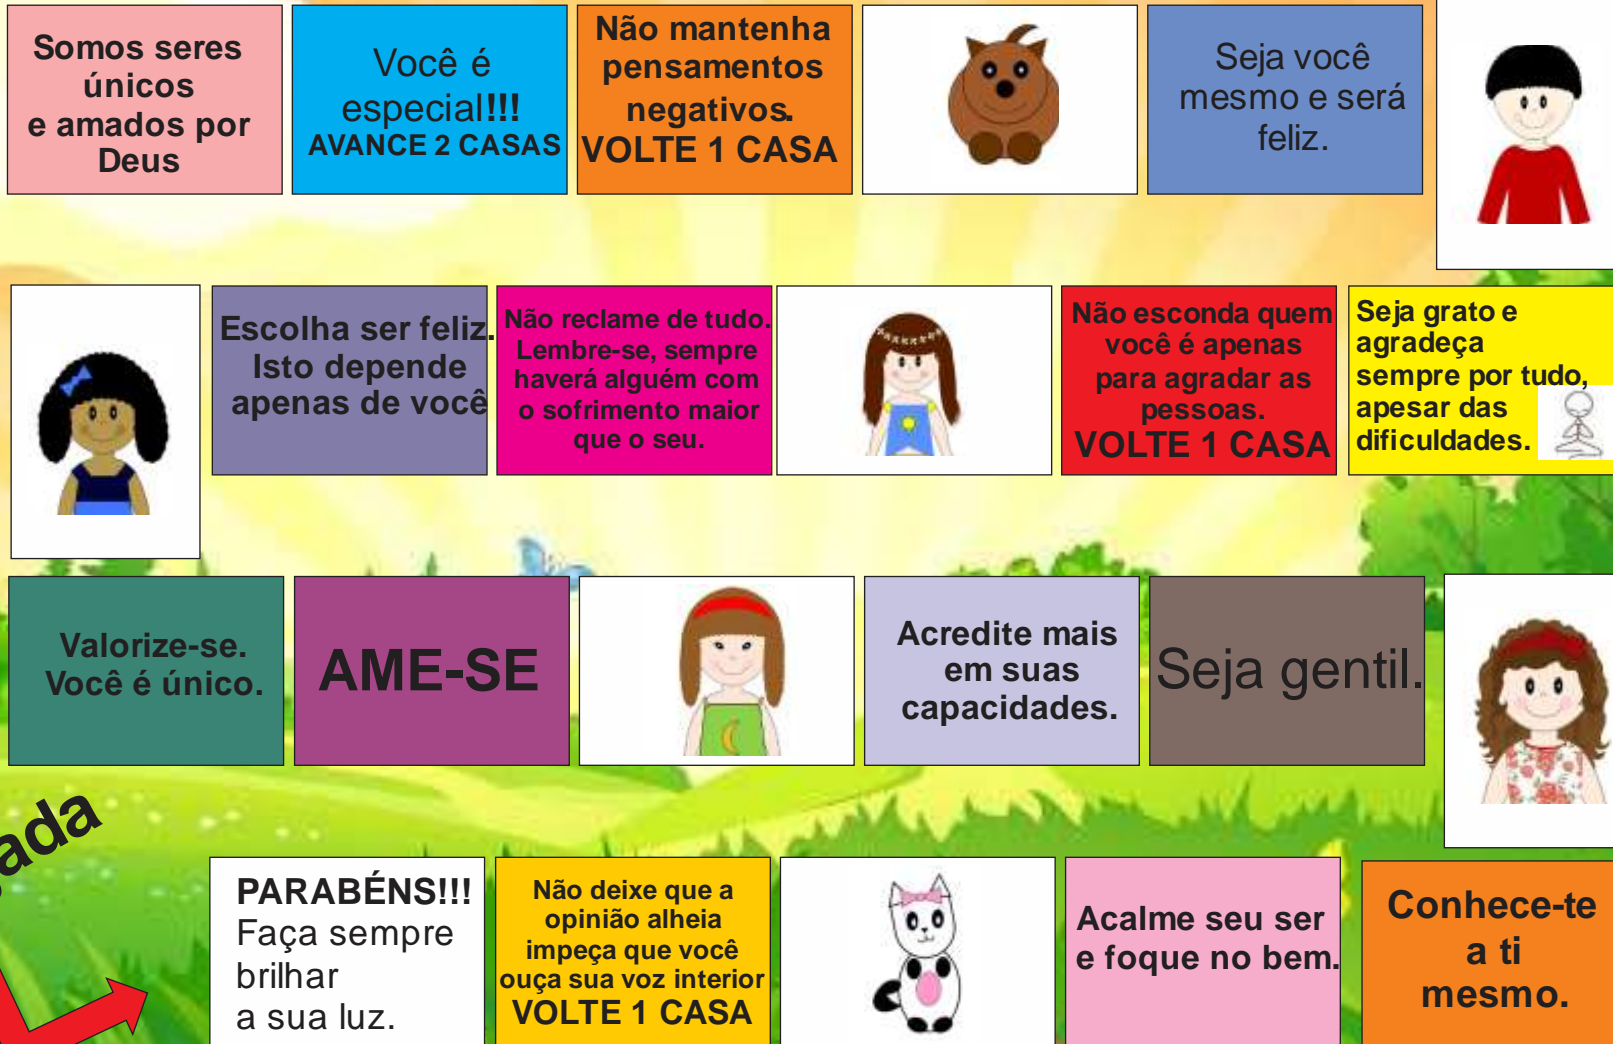 Somos seres
únicos
e amados por
Deus
Você é
especial!!!
AVANCE 2 CASAS
Não mantenha
pensamentos
negativos.
VOLTE 1 CASA
Seja você
mesmo e será
feliz.
Escolha ser feliz.
Isto depende
apenas de você
Não reclame de tudo.
Lembre-se, sempre
haverá alguém com
o sofrimento maior
que o seu.
Não esconda quem
você é apenas
para agradar as
pessoas.
VOLTE 1 CASA
Seja grato e
agradeça
sempre por tudo,
apesar das
dificuldades.
Valorize-se.
Você é único.
AME-SE
Acredite mais
em suas
capacidades.
Seja gentil.
ada
PARABÉNS!!!
Faça sempre
brilhar
a sua luz.
Não deixe que a
opinião alheia
impeça que você
ouça sua voz interior
VOLTE 1 CASA
Acalme seu ser
e foque no bem.
Conhece-te
a ti
mesmo.